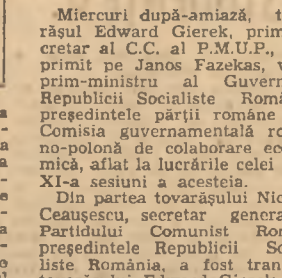 Miercuri după-amiază, t
rășul Edward Gierek, prim
cretar al C.C. al P.M.U.P.,
primit pe Janos Fazekas, v
prim-ministru al Guver
Republicii Socialiste Româ
președintele părții române
Comisia guvernamentală ro
no-polonă de colaborare eco
mică, aflat la lucrările celei
XI-a sesiuni a acesteia.
Din partea tovarășului Nic
Ceaușescu, secretar genera
Partidului Comunist Rom
președintele Republicii So
liste România, a fost tran